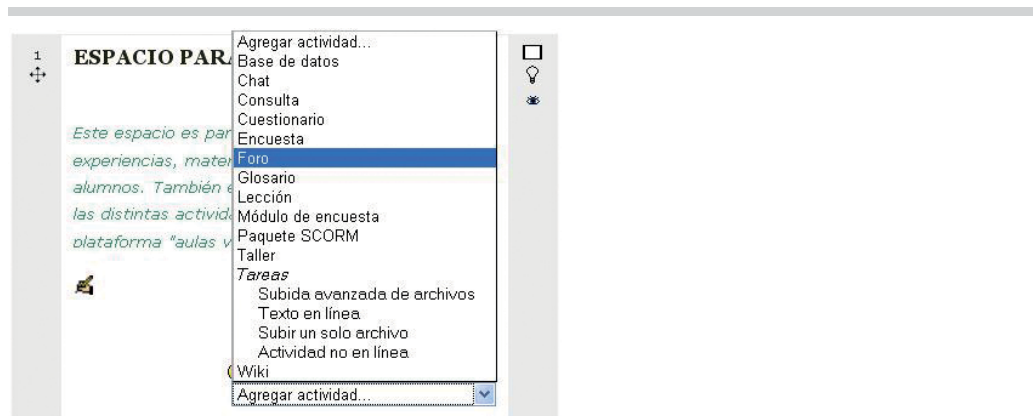 1
ESPACIO PAR
Este espacio es par
experiencias, mater
alumnos. También e
las distintas activida
plataforma "aulas v
Agregar actividad...
Base de datos
Chat
Consulta
Cuestionario
Encuesta
Foro
Glosario
Lección
Módulo de encuesta
Paquete SCORM
Taller
Tareas
Subida avanzada de archivos
Texto en línea
Subir un solo archivo
Actividad no en línea
Wiki
Agregar actividad...